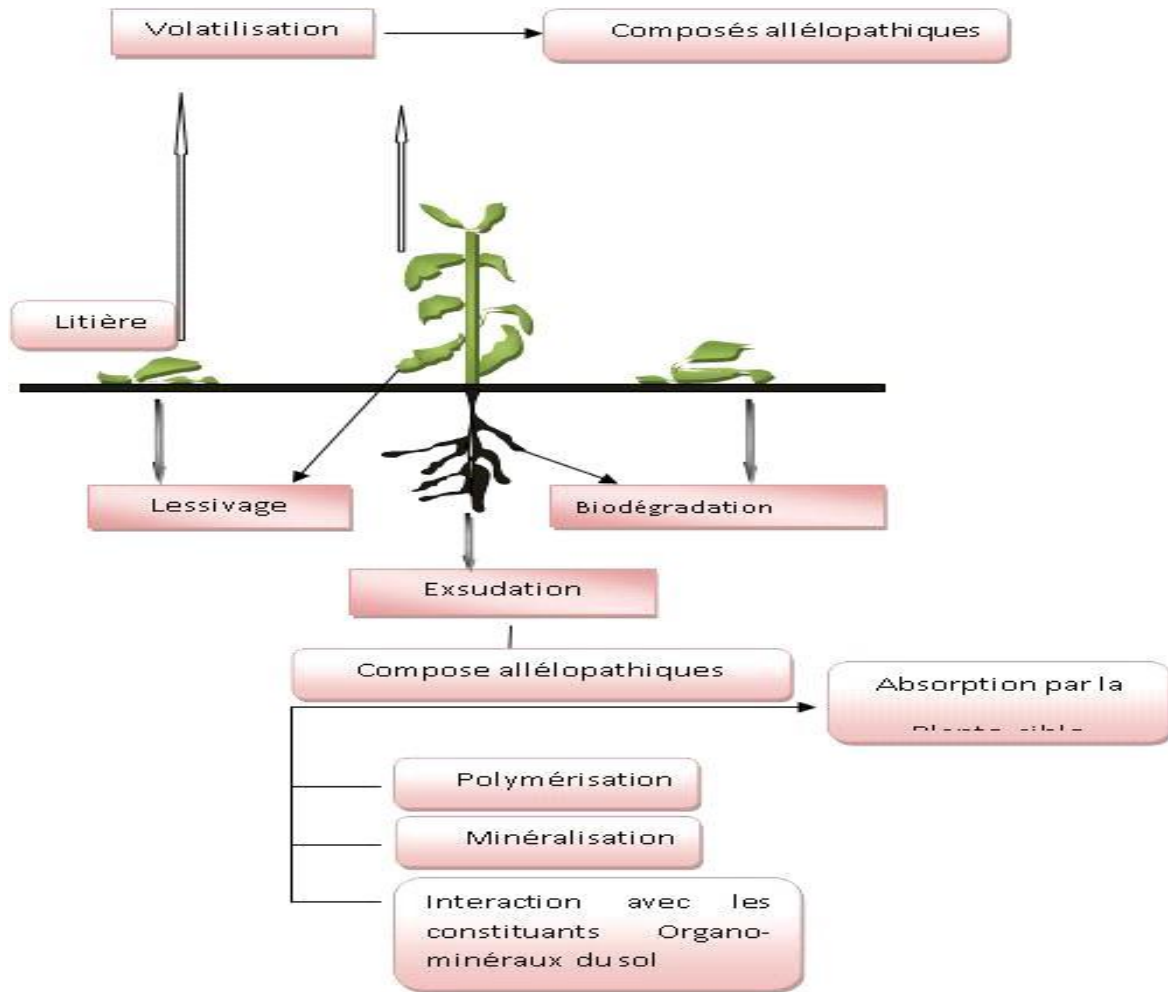 Volatilisation
Composés allélopathiques
Litière
Lessivage
Biodégradation
Exsudation
Compose allélopathiques
Absorption par la
Polymérisation
Minéralisation
Interaction avec les
constituants Organo-
minéraux du sol